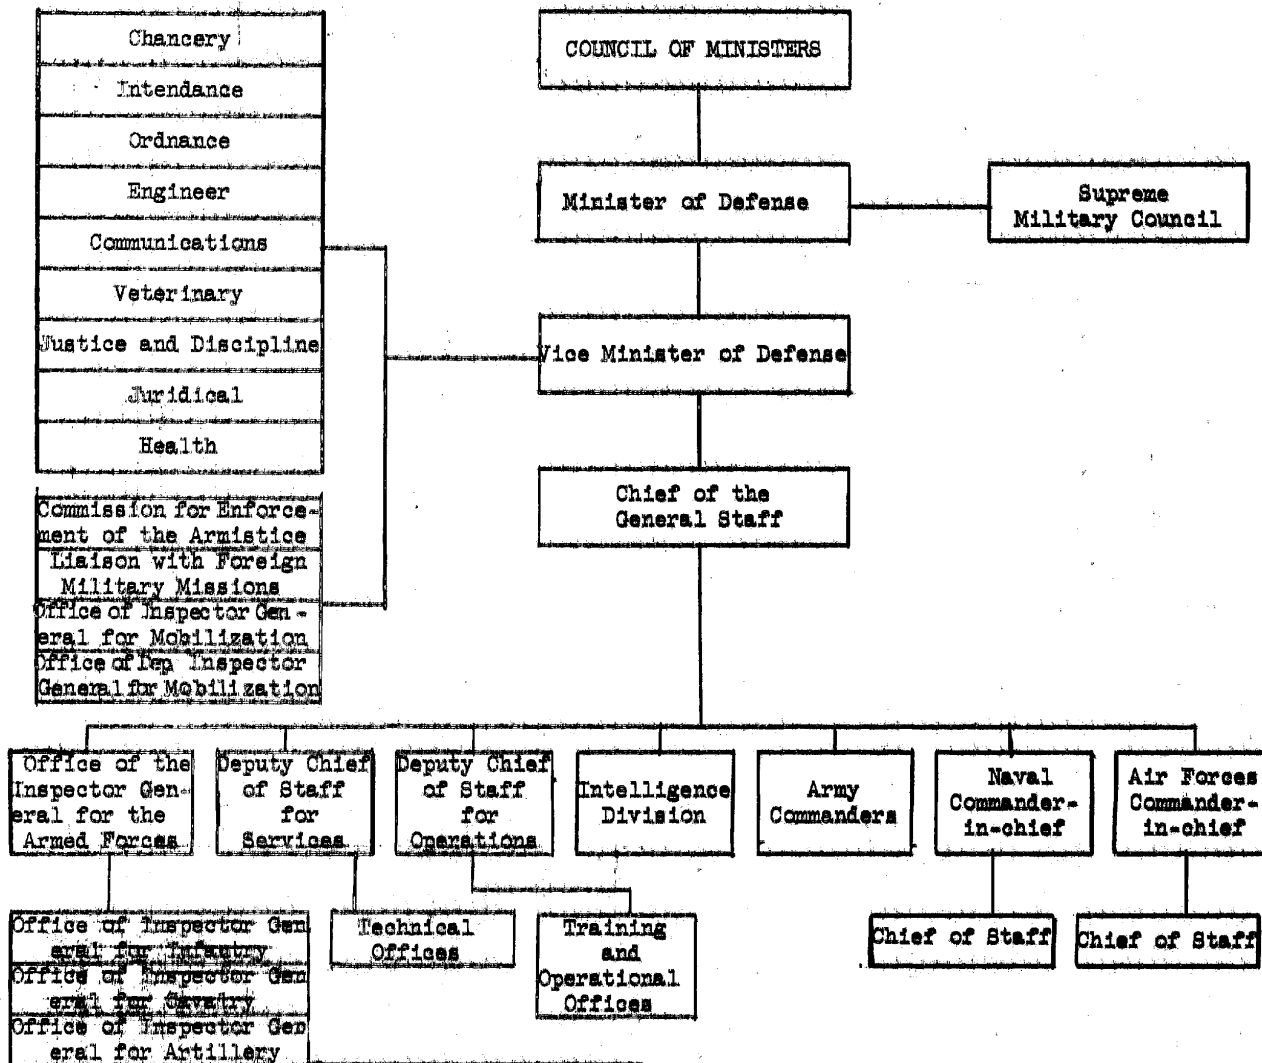 Chancery
Intendance
Ordnance
Engineer
Communications
Veterinary
Justice and Discipline
Juridical
Health
Commission for Enforce-
ment of the Armistice
Liaison with Foreign
Military Missions
Office of Inspector Gen-
eral for Mobilization
Office of Dep Inspector
General for Mobilization
COUNCIL OF MINISTERS
Minister of Defense
Supreme
Military Council
Vice Minister of Defense
Chief of the
General Staff
Office of the
Inspector Gen-
eral for the
Armed Forces
Deputy Chief
of Staff
for
Services
Deputy Chief
of Staff
for
Operations
Intelligence
Division
Army
Commanders
Naval
Commander-
in-chief
Air Forces
Commander-
in-chief
Office of Inspector Gen
eral for Infantry
Office of Inspector Gen
eral for Cavalry
Office of Inspector Gen
eral for Artillery
Technical
Offices
Training
and
Operational
Offices
Chief of Staff
Chief of Staff